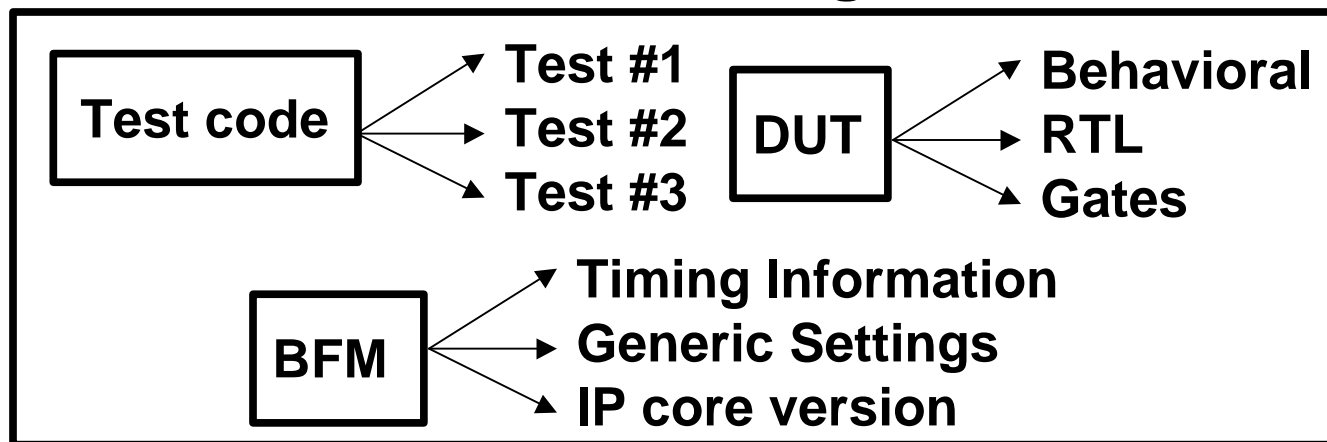 Test code
Test #1
Test #2
Test #3
DUT
Behavioral
RTL
Gates
BFM
Timing Information
Generic Settings
IP core version